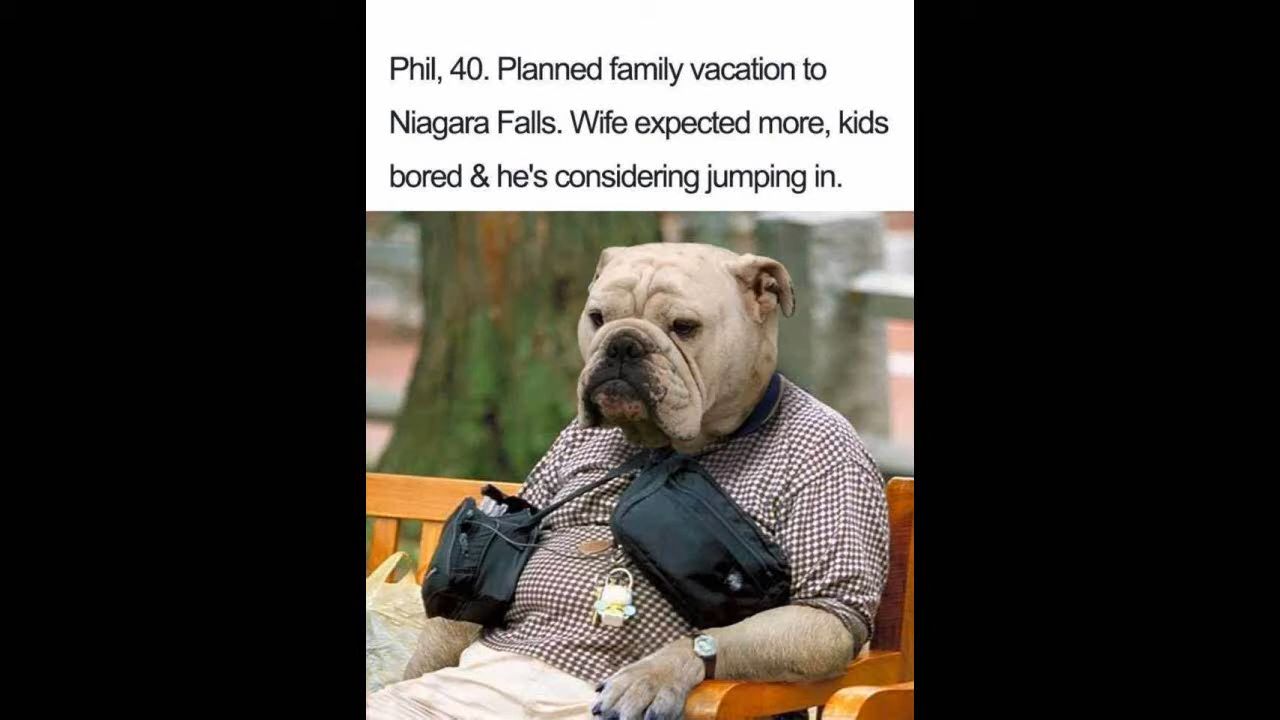 Phil, 40. Planned family vacation to
Niagara Falls. Wife expected more, kids
bored & he's considering jumping in.